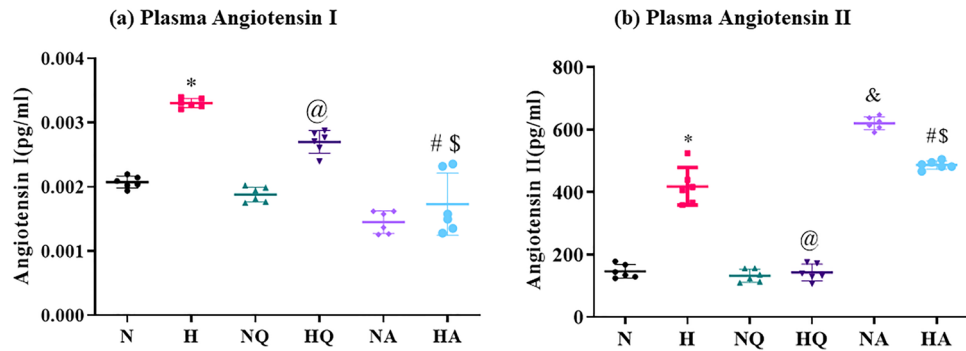 (a) Plasma Angiotensin I
Angiotensin I(pg/ml)
0.004
0.003
0.002
0.001
0.000
*
@
# $
N H NQ HQ NA HA
(b) Plasma Angiotensin II
Angiotensin II(pg/ml)
800
600
400
200
0
*
@
&
#$
N H NQ HQ NA HA